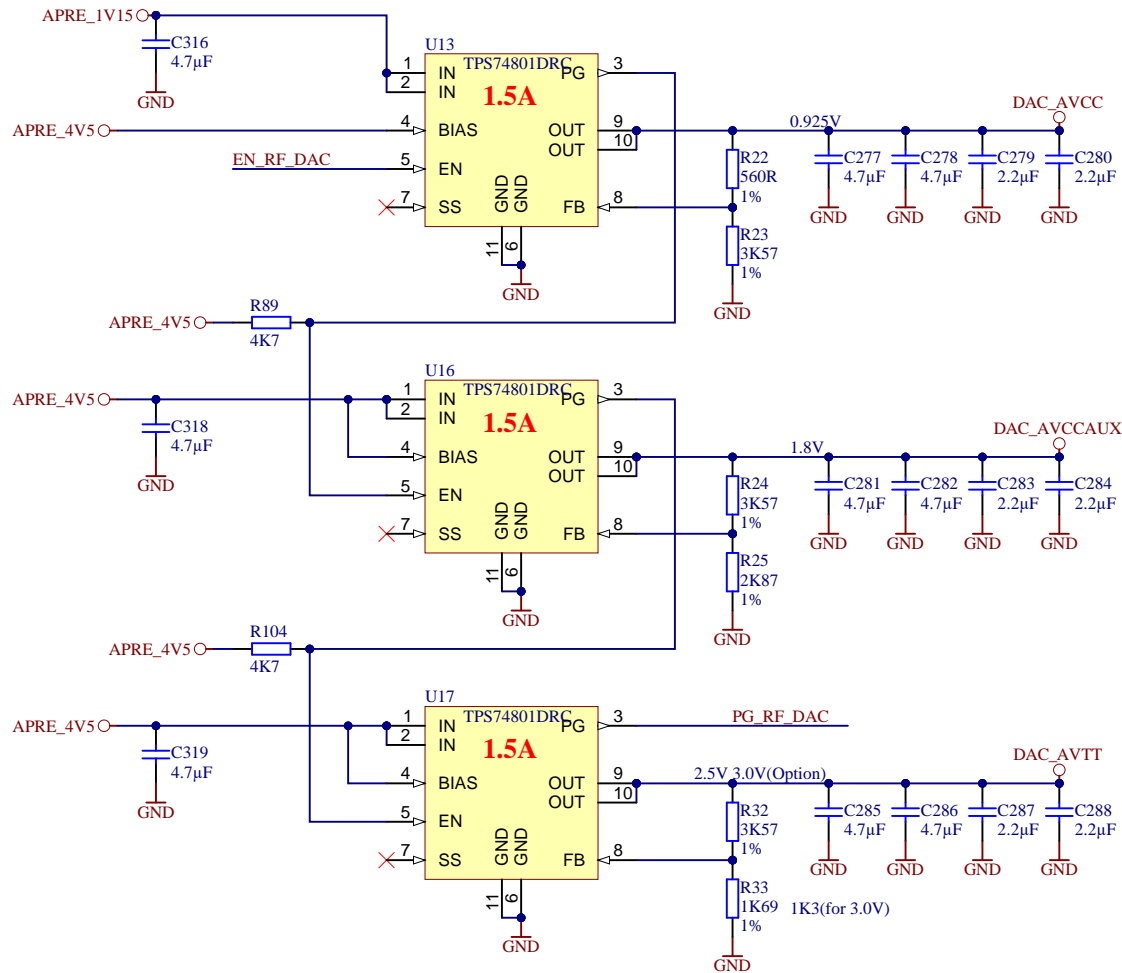 APRE_1V15
C316
4.7µF
GND
U13
TPS74801DRC
1.5A
1 IN
2 IN
PG 3
APRE_4V5
4 BIAS
EN_RF_DAC
5 EN
7 SS
GND
GND
11
6
GND
OUT 9
OUT 10
FB 8
0.925V
DAC_AVCC
R22
560R
1%
R23
3K57
1%
GND
C277
4.7µF
GND
C278
4.7µF
GND
C279
2.2µF
GND
C280
2.2µF
GND
APRE_4V5
R89
4K7
U16
TPS74801DRC
1.5A
APRE_4V5
C318
4.7µF
GND
1 IN
2 IN
PG 3
4 BIAS
5 EN
7 SS
GND
GND
11
6
GND
OUT 9
OUT 10
FB 8
1.8V
DAC_AVCCAUX
R24
3K57
1%
R25
2K87
1%
GND
C281
4.7µF
GND
C282
4.7µF
GND
C283
2.2µF
GND
C284
2.2µF
GND
APRE_4V5
R104
4K7
U17
TPS74801DRC
1.5A
APRE_4V5
C319
4.7µF
GND
1 IN
2 IN
PG 3
PG_RF_DAC
4 BIAS
5 EN
7 SS
GND
GND
11
6
GND
OUT 9
OUT 10
FB 8
2.5V 3.0V(Option)
DAC_AVTT
R32
3K57
1%
R33
1K69
1%
1K3(for 3.0V)
GND
C285
4.7µF
GND
C286
4.7µF
GND
C287
2.2µF
GND
C288
2.2µF
GND